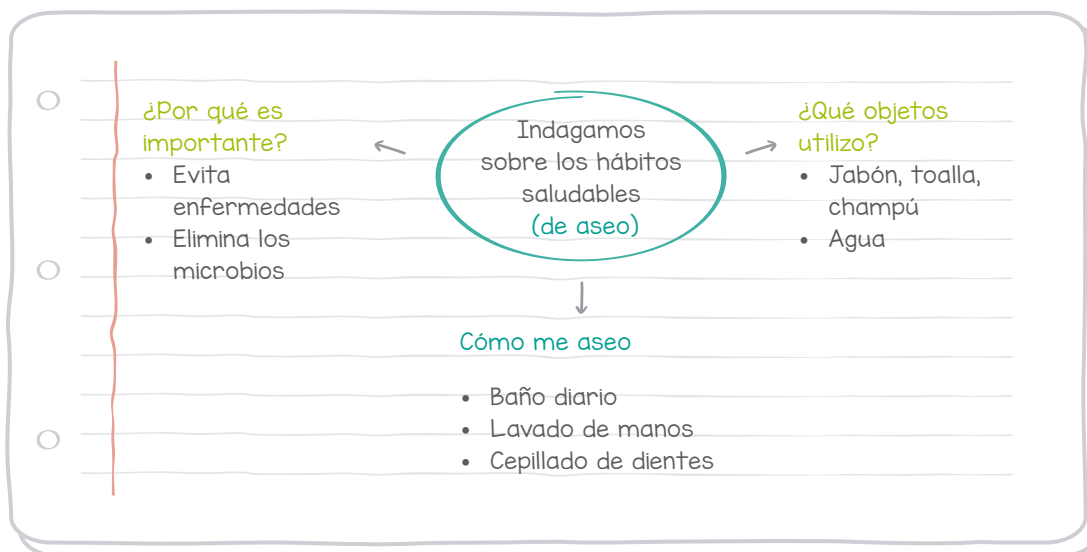 ¿Por qué es
importante?
• Evita
enfermedades
• Elimina los
microbios
Indagamos
sobre los hábitos
saludables
(de aseo)
¿Qué objetos
utilizo?
• Jabón, toalla,
champú
• Agua
Cómo me aseo
• Baño diario
• Lavado de manos
• Cepillado de dientes